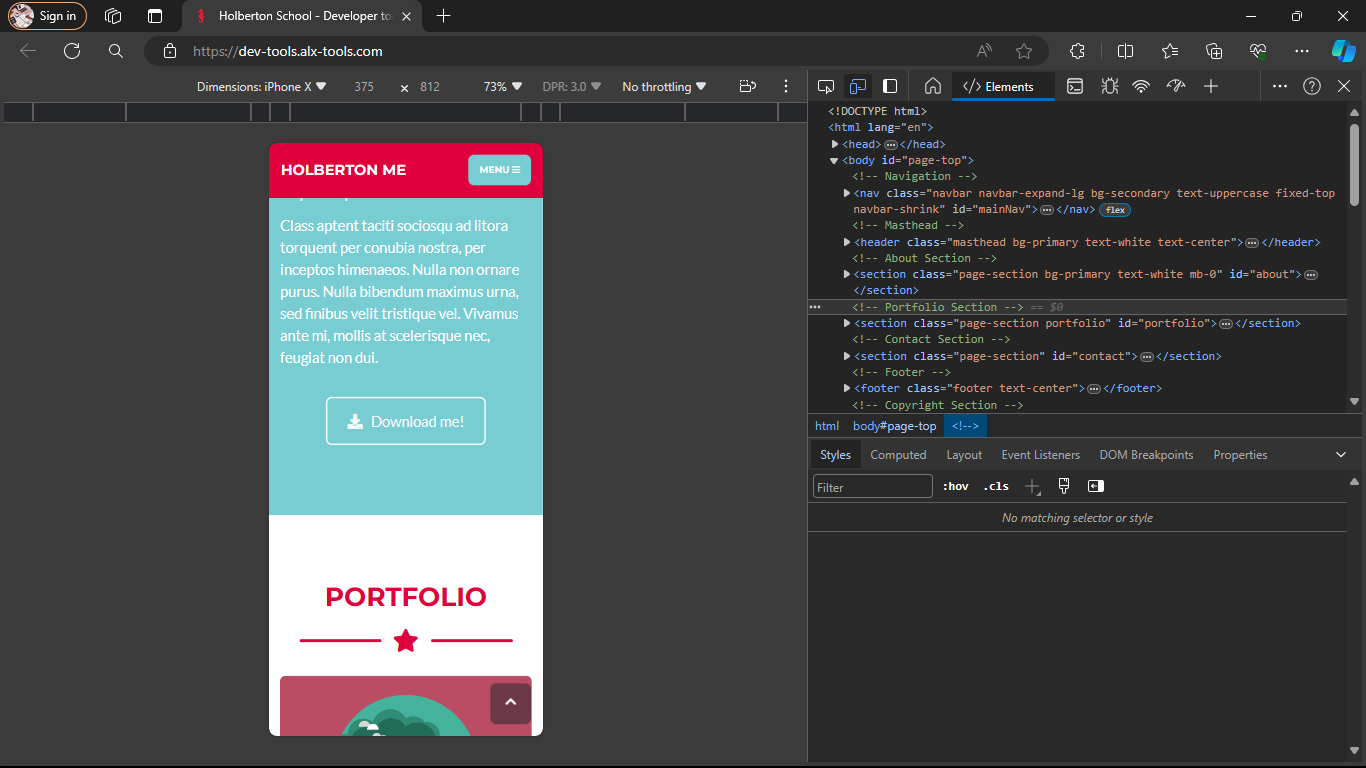 Sign in
Holberton School - Developer to
https://dev-tools.alx-tools.com
Dimensions: iPhone X ▼ 375 × 812 73% ▼ DPR: 3.0 ▼ No throttling ▼
HOLBERTON ME
MENU
Class aptent taciti sociosqu ad litora
torquent per conubia nostra, per
inceptos himenaeos. Nulla non ornare
purus. Nulla bibendum maximus urna,
sed finibus velit tristique vel. Vivamus
ante mi, mollis at scelerisque nec,
feugiat non dui.
Download me!
PORTFOLIO
</> Elements
<!DOCTYPE html>
<html lang="en">
▶ <head> ••• </head>
▼ <body id="page-top">
<!-- Navigation -->
▶ <nav class="navbar navbar-expand-lg bg-secondary text-uppercase fixed-top
navbar-shrink" id="mainNav"> ••• </nav> flex
<!-- Masthead -->
▶ <header class="masthead bg-primary text-white text-center"> ••• </header>
<!-- About Section -->
▶ <section class="page-section bg-primary text-white mb-0" id="about"> •••
</section>
••• <!-- Portfolio Section --> == $0
▶ <section class="page-section portfolio" id="portfolio"> ••• </section>
<!-- Contact Section -->
▶ <section class="page-section" id="contact"> ••• </section>
<!-- Footer -->
▶ <footer class="footer text-center"> ••• </footer>
<!-- Copyright Section -->
html body#page-top <!-->
Styles Computed Layout Event Listeners DOM Breakpoints Properties
Filter :hov .cls
No matching selector or style